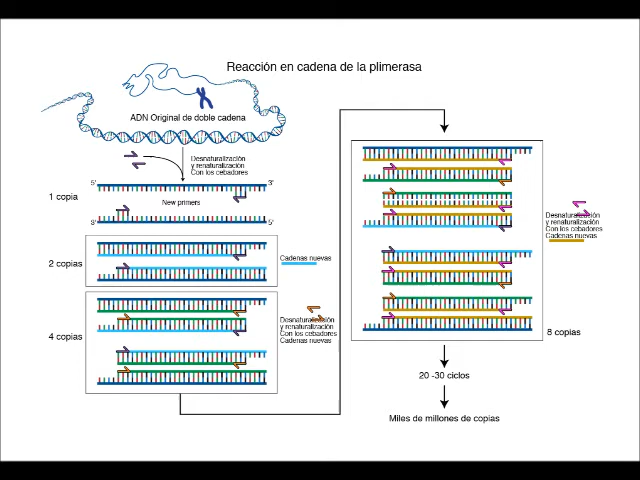 Reacción en cadena de la plimerasa
ADN Original de doble cadena
Desnaturalización
y renaturalización
Con los cebadores
5' 3'
1 copia
New primers
3' 5'
2 copias
Cadenas nuevas
4 copias
Desnaturalización
y renaturalización
Con los cebadores
Cadenas nuevas
Desnaturalización
y renaturalización
Con los cebadores
Cadenas nuevas
8 copias
20 -30 ciclos
Miles de millones de copias